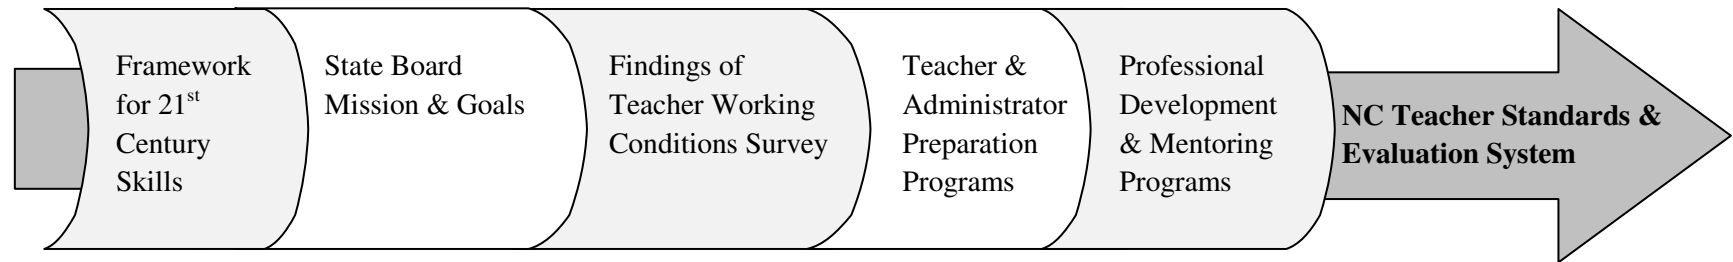 Framework
for 21st
Century
Skills
State Board
Mission & Goals
Findings of
Teacher Working
Conditions Survey
Teacher &
Administrator
Preparation
Programs
Professional
Development
& Mentoring
Programs
NC Teacher Standards &
Evaluation System